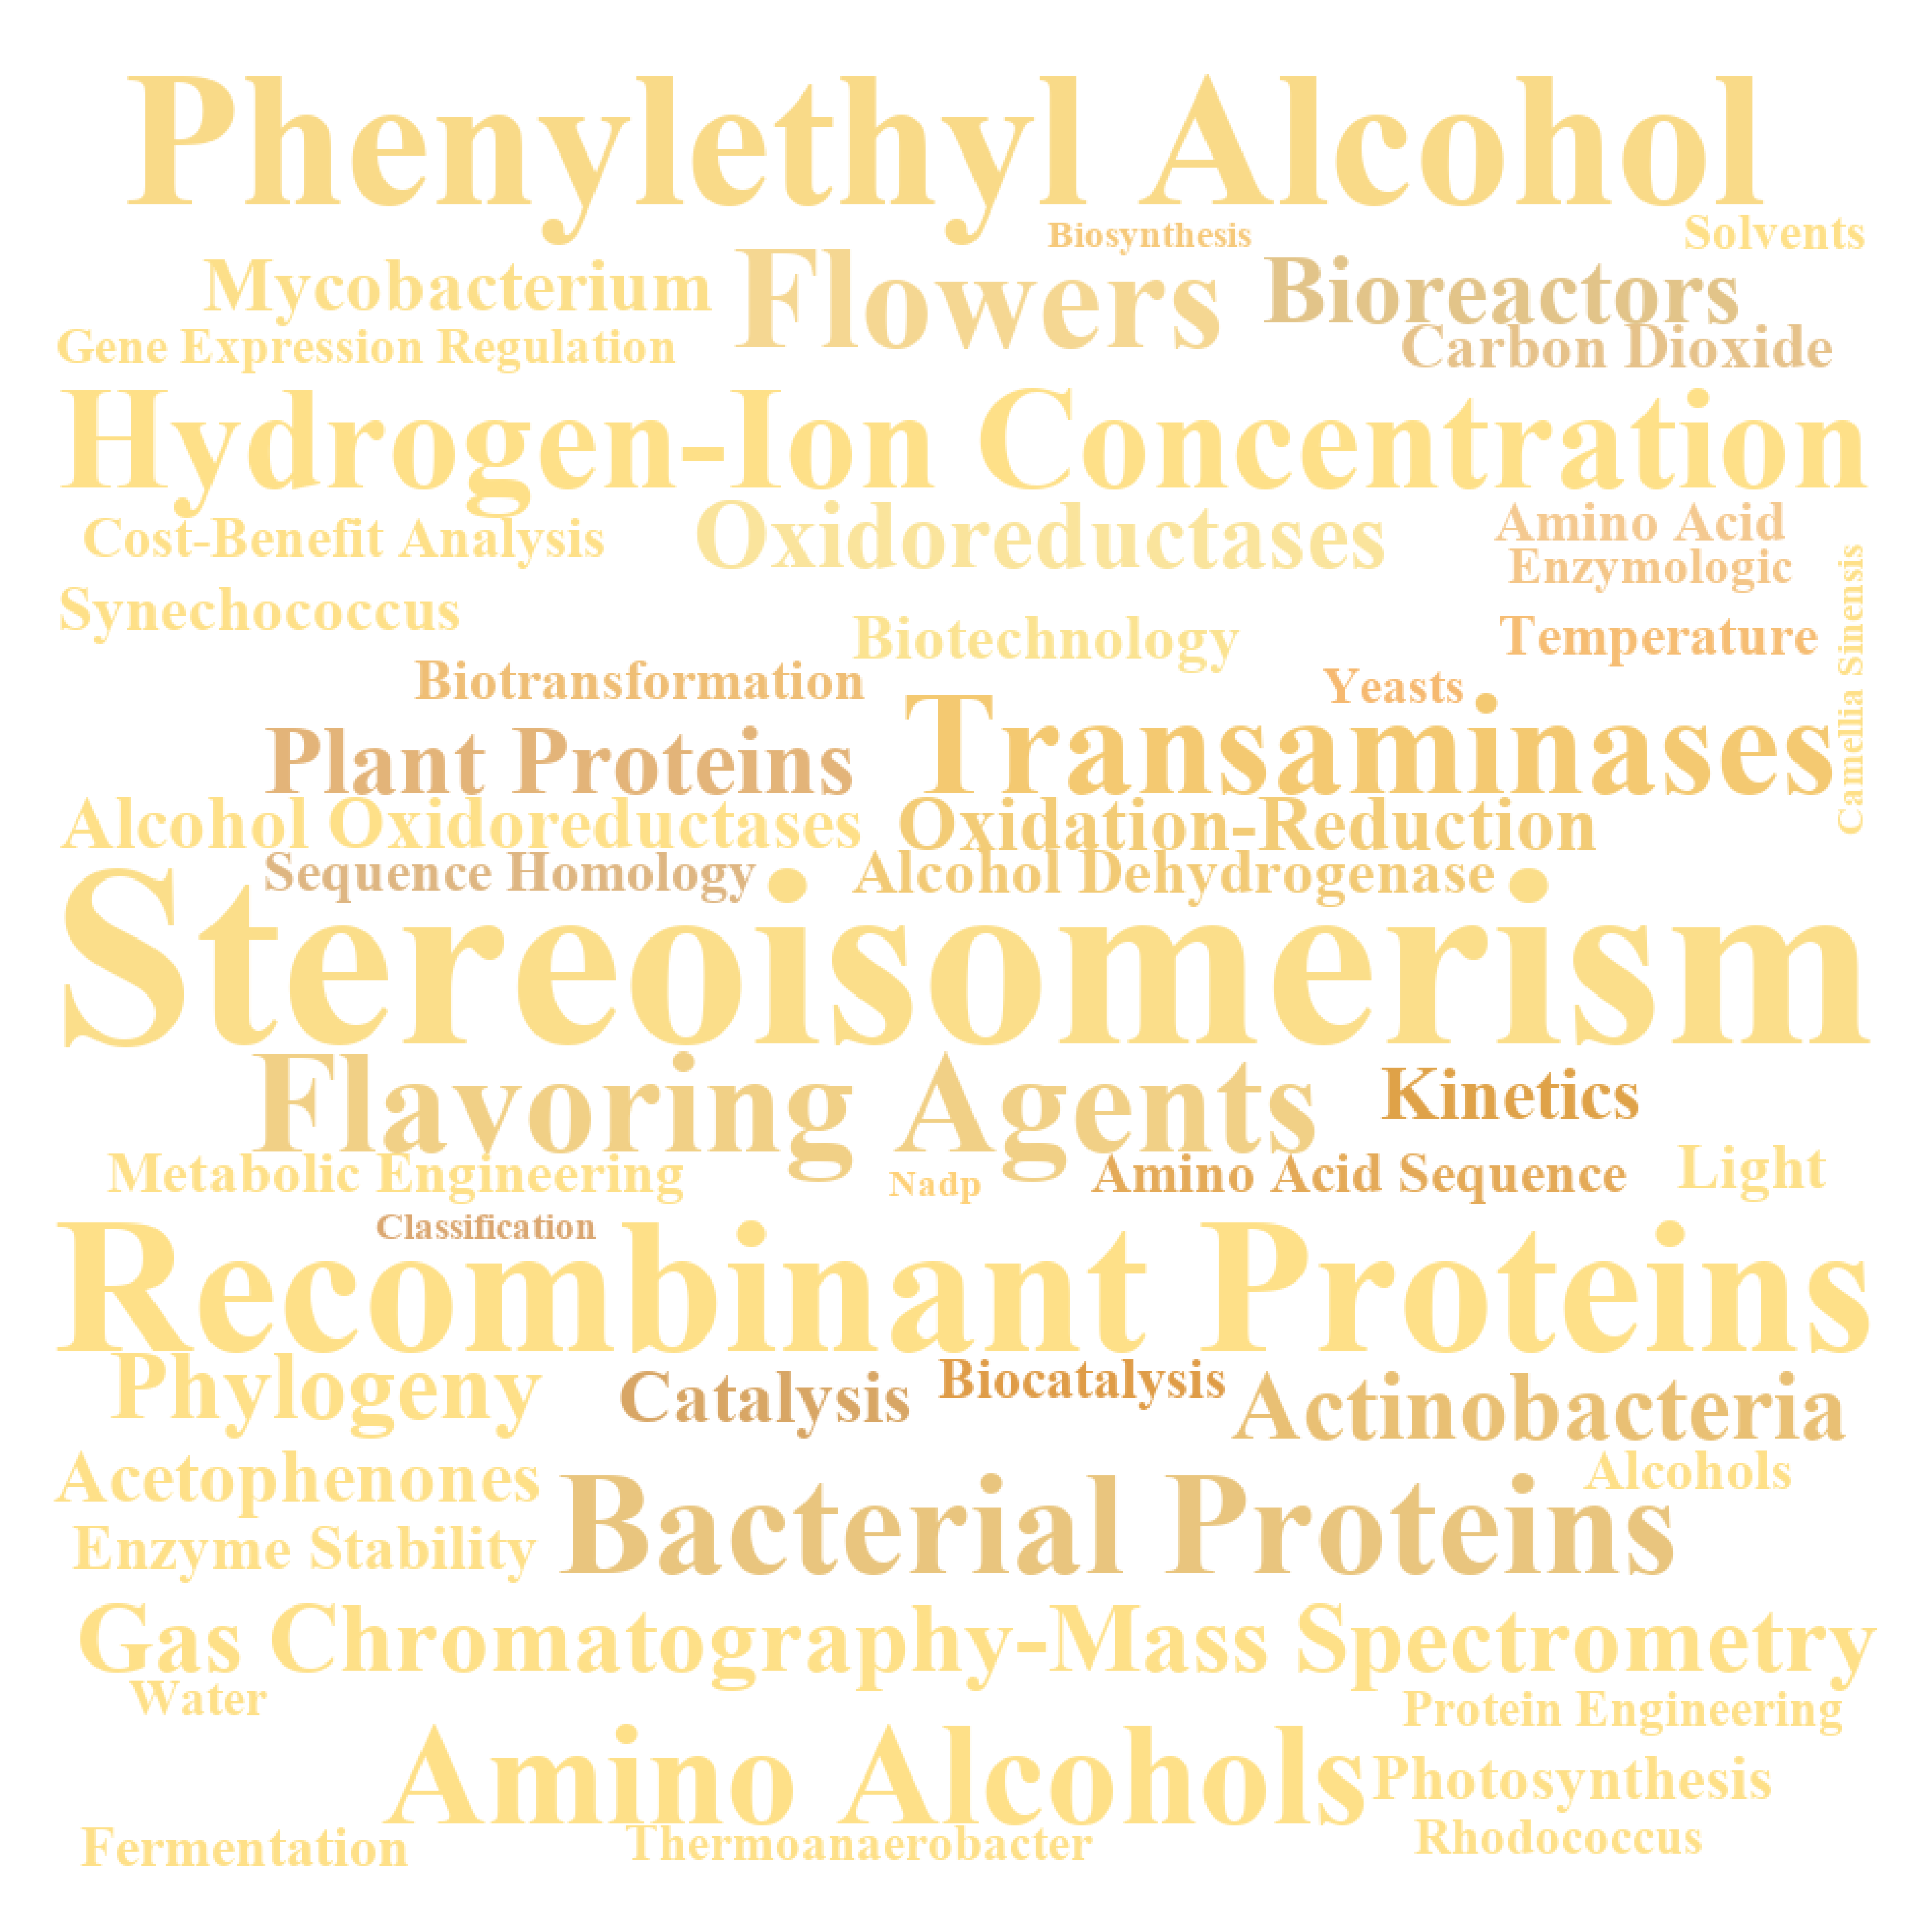 Phenylethyl Alcohol
Biosynthesis
Solvents
Mycobacterium
Flowers
Bioreactors
Gene Expression Regulation
Carbon Dioxide
Hydrogen-Ion Concentration
Cost-Benefit Analysis
Oxidoreductases
Amino Acid
Enzymologic
Synechococcus
Biotechnology
Temperature
Camellia Sinensis
Biotransformation
Yeasts
Plant Proteins
Transaminases
Alcohol Oxidoreductases
Oxidation-Reduction
Sequence Homology
Alcohol Dehydrogenase
Stereoisomerism
Flavoring Agents
Kinetics
Metabolic Engineering
Nadp
Amino Acid Sequence
Light
Classification
Recombinant Proteins
Phylogeny
Catalysis
Biocatalysis
Actinobacteria
Acetophenones
Alcohols
Enzyme Stability
Bacterial Proteins
Gas Chromatography-Mass Spectrometry
Water
Protein Engineering
Amino Alcohols
Photosynthesis
Fermentation
Thermoanaerobacter
Rhodococcus